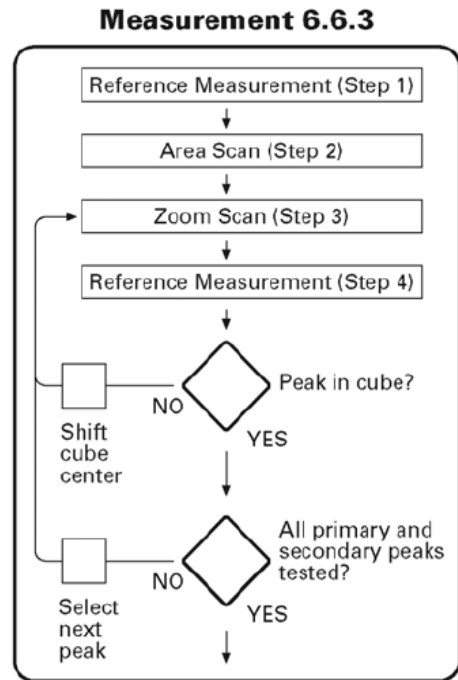 Measurement 6.6.3
Reference Measurement (Step 1)
Area Scan (Step 2)
Zoom Scan (Step 3)
Reference Measurement (Step 4)
Peak in cube?
NO
YES
Shift
cube
center
All primary and
secondary peaks
tested?
NO
YES
Select
next
peak